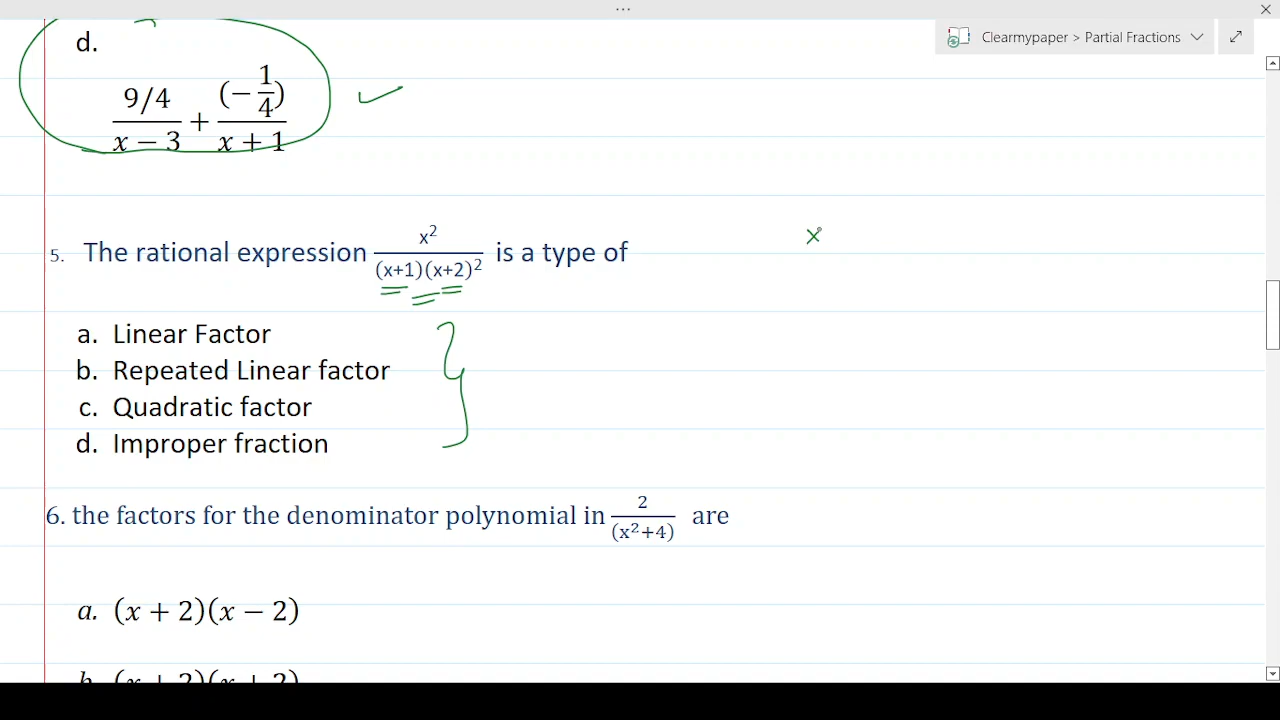 Clearmypaper > Partial Fractions
d.
9/4/(x − 3) + (−1/4)/(x + 1)
5. The rational expression x²/((x+1)(x+2)²) is a type of
x
a. Linear Factor
b. Repeated Linear factor
c. Quadratic factor
d. Improper fraction
6. the factors for the denominator polynomial in 2/(x²+4) are
a. (x + 2)(x − 2)